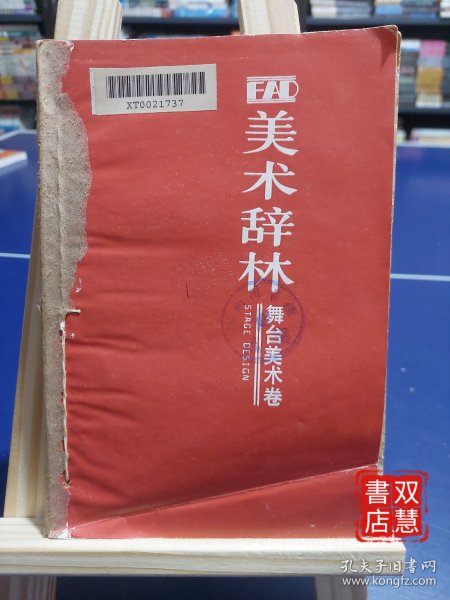 XT0021737
EAD
美术辞林
舞台美术卷
STAGE DESIGN
双慧書店
孔夫子旧书网
www.kongfz.com